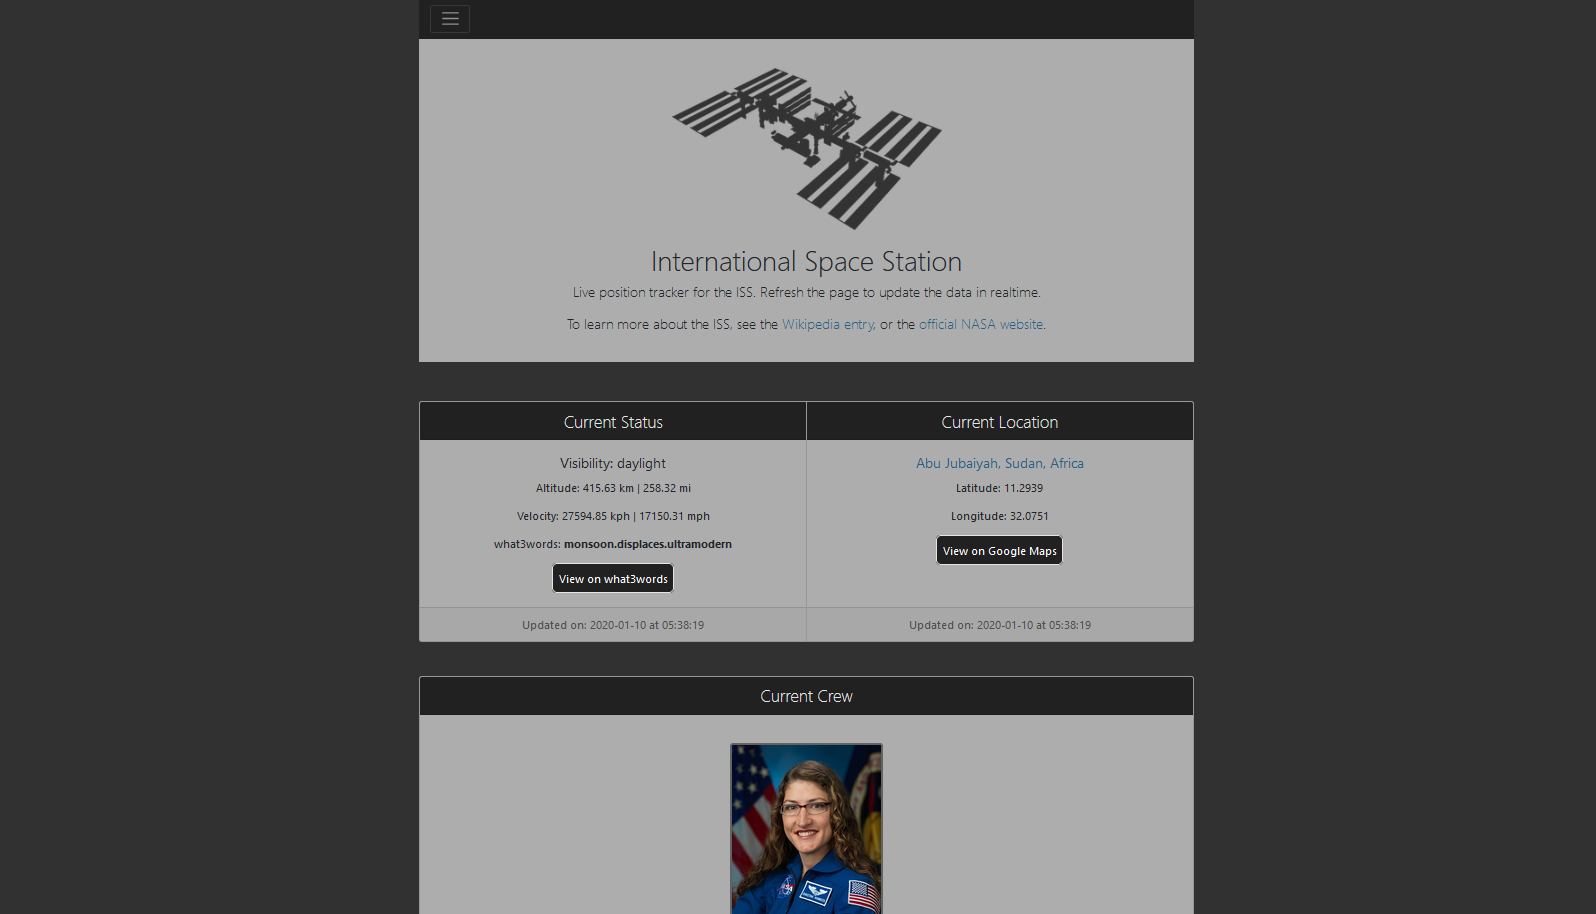 International Space Station
Live position tracker for the ISS. Refresh the page to update the data in realtime.
To learn more about the ISS, see the Wikipedia entry, or the official NASA website.
Current Status
Visibility: daylight
Altitude: 415.63 km | 258.32 mi
Velocity: 27594.85 kph | 17150.31 mph
what3words: monsoon.displaces.ultramodern
View on what3words
Updated on: 2020-01-10 at 05:38:19
Current Location
Abu Jubaiyah, Sudan, Africa
Latitude: 11.2939
Longitude: 32.0751
View on Google Maps
Updated on: 2020-01-10 at 05:38:19
Current Crew
NASA